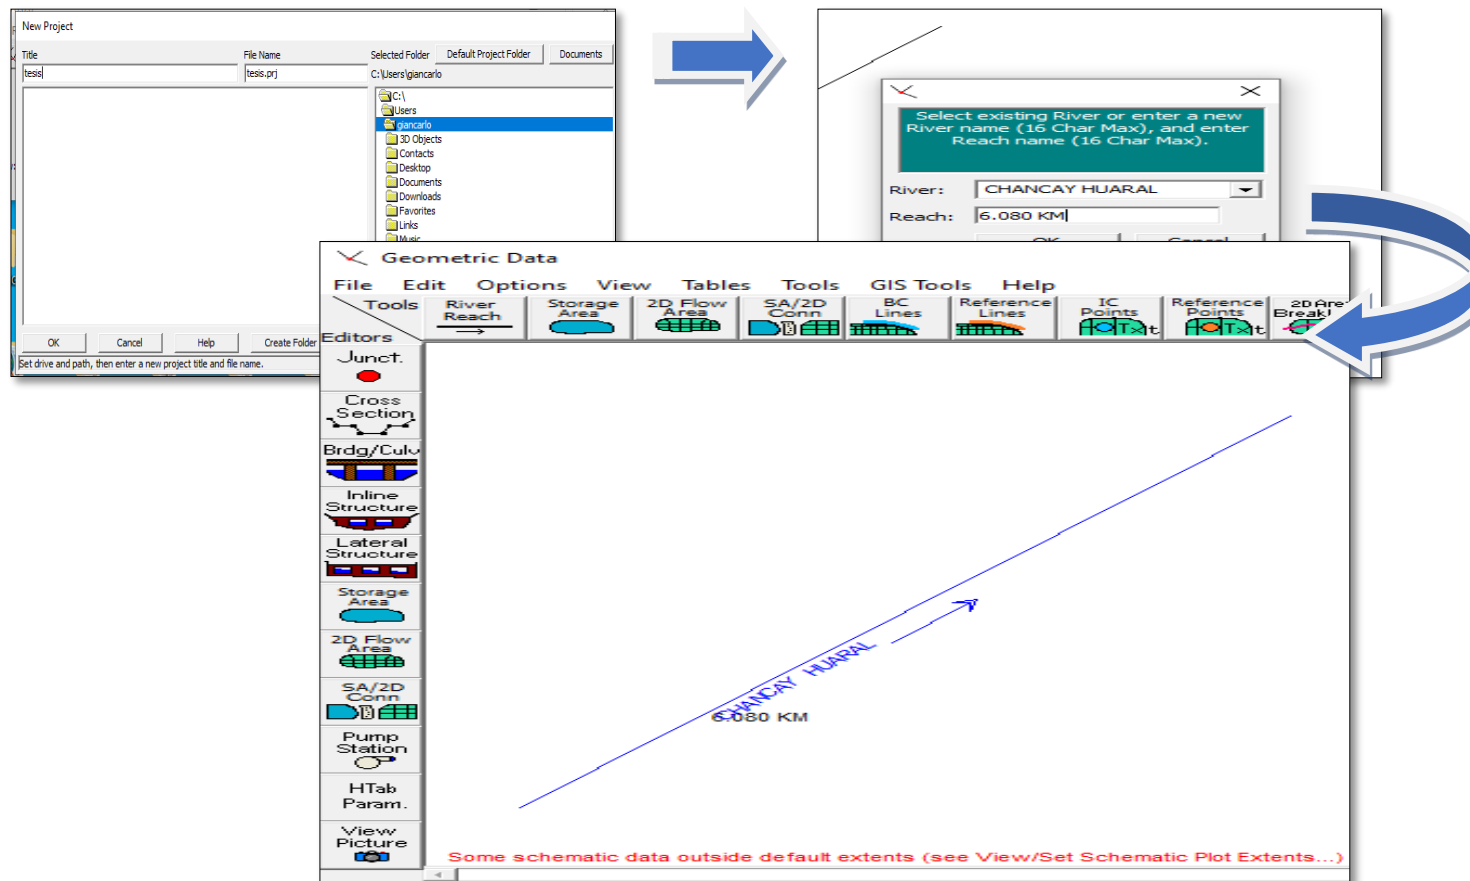 New Project
Title
File Name
Selected Folder
Default Project Folder
Documents
tesis
tesis.prj
C:\Users\giancarlo
C:\
Users
giancarlo
3D Objects
Contacts
Desktop
Documents
Downloads
Favorites
Links
Music
OK
Cancel
Help
Create Folder
Set drive and path, then enter a new project title and file name.
Select existing River or enter a new
River name (16 Char Max), and enter
Reach name (16 Char Max).
River:
CHANCAY HUARAL
Reach:
6.080 KM
OK
Cancel
Geometric Data
File Edit Options View Tables Tools GIS Tools Help
Tools
Editors
River
Reach
Storage
Area
2D Flow
Area
SA/2D
Conn
BC
Lines
Reference
Lines
IC
Points
Reference
Points
2D Area
Junct.
Cross
Section
Brdg/Culv
Inline
Structure
Lateral
Structure
Storage
Area
2D Flow
Area
SA/2D
Conn
Pump
Station
HTab
Param.
View
Picture
CHANCAY HUARAL
6.080 KM
Some schematic data outside default extents (see View/Set Schematic Plot Extents...)